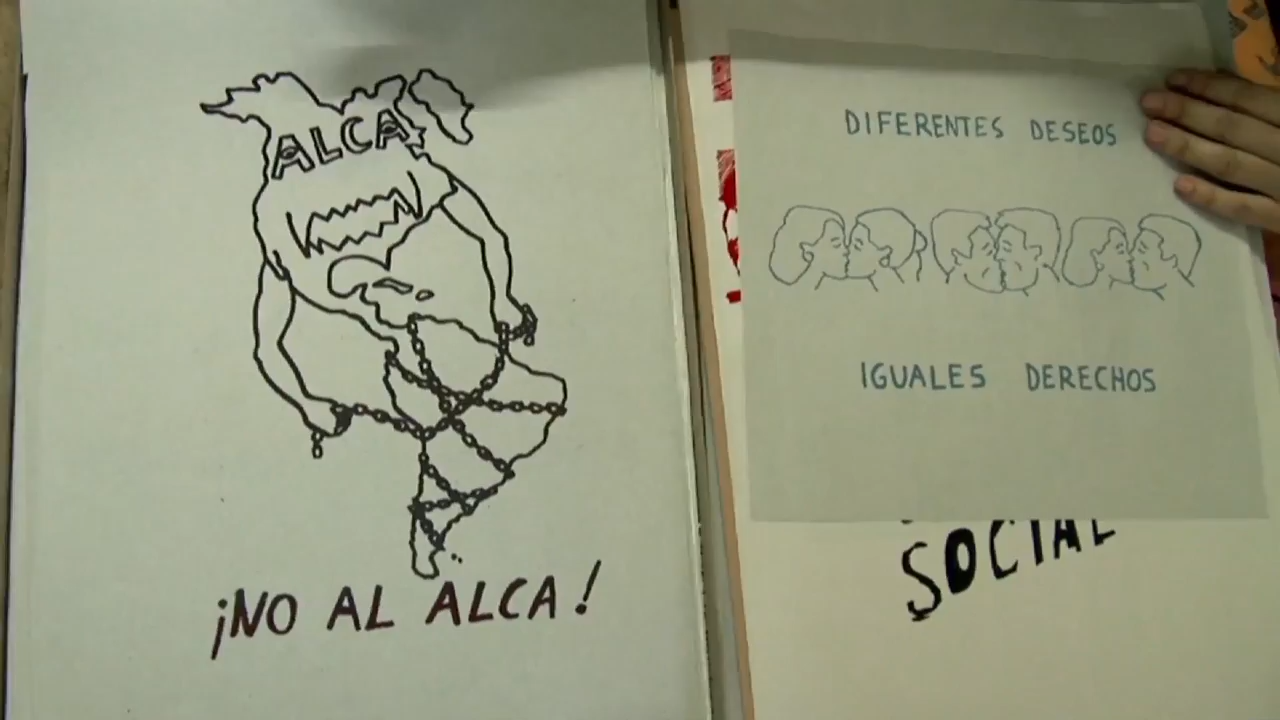 ALCA
¡NO AL ALCA!
DIFERENTES DESEOS
IGUALES DERECHOS
SOCIAL